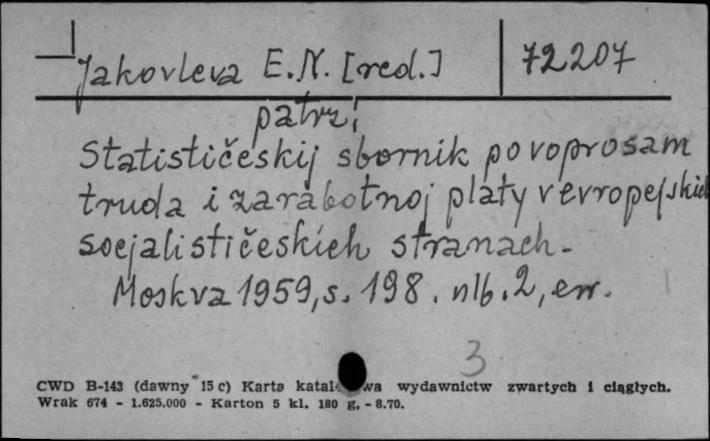 Jakovleva E.N. [red.] 72207
patrz:
Statističeskij sbornik po voprosam
truda i zarabotnoj platy v evropejskich
socjalističeskich stranach.
Moskva 1959, s. 198. nlb. 2, err.
3
CWD B-143 (dawny 15 c) Karta wydawnictw zwartych i ciągłych.
Wrak 674 - 1.625.000 - Karton 5 kl. 180 g, - 8.70.